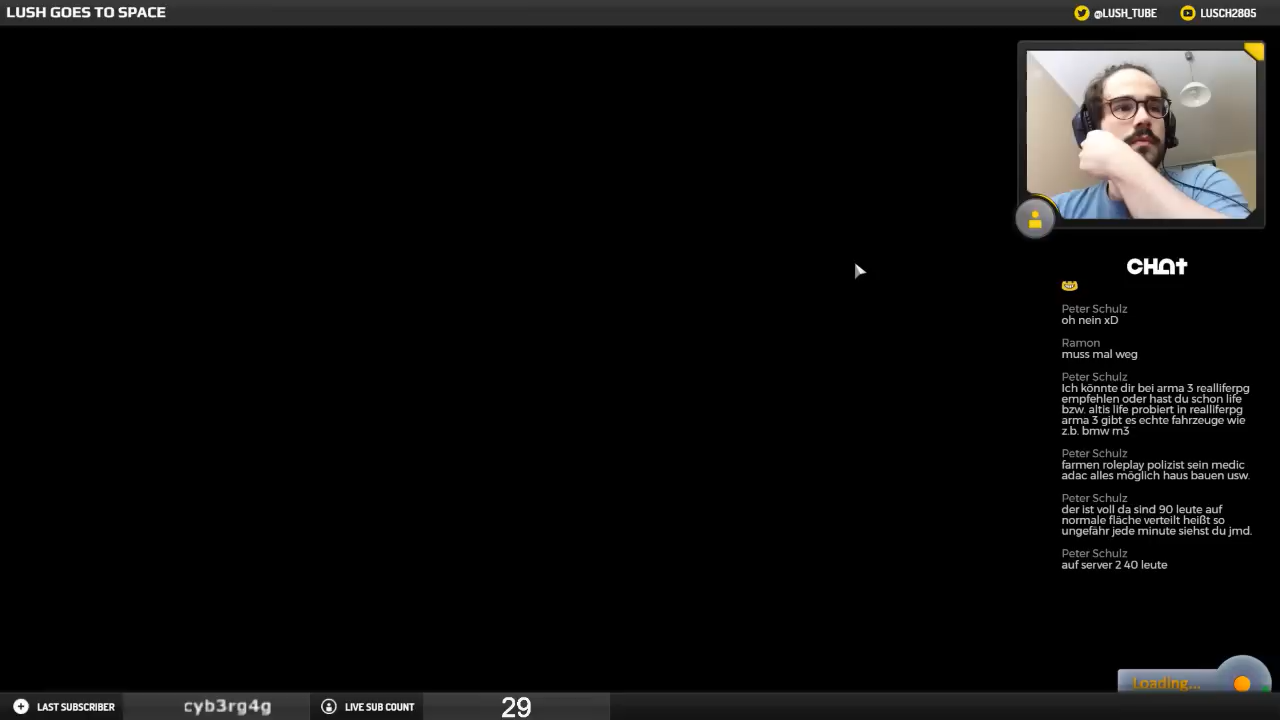 LUSH GOES TO SPACE
@LUSH_TUBE
LUSCH2805
CHAt
Peter Schulz
oh nein xD
Ramon
muss mal weg
Peter Schulz
Ich könnte dir bei arma 3 realliferpg
empfehlen oder hast du schon life
bzw. altis life probiert in realliferpg
arma 3 gibt es echte fahrzeuge wie
z.b. bmw m3
Peter Schulz
farmen roleplay polizist sein medic
adac alles möglich haus bauen usw.
Peter Schulz
der ist voll da sind 90 leute auf
normale fläche verteilt heißt so
ungefähr jede minute siehst du jmd.
Peter Schulz
auf server 2 40 leute
Loading...
LAST SUBSCRIBER
cyb3rg4g
LIVE SUB COUNT
29